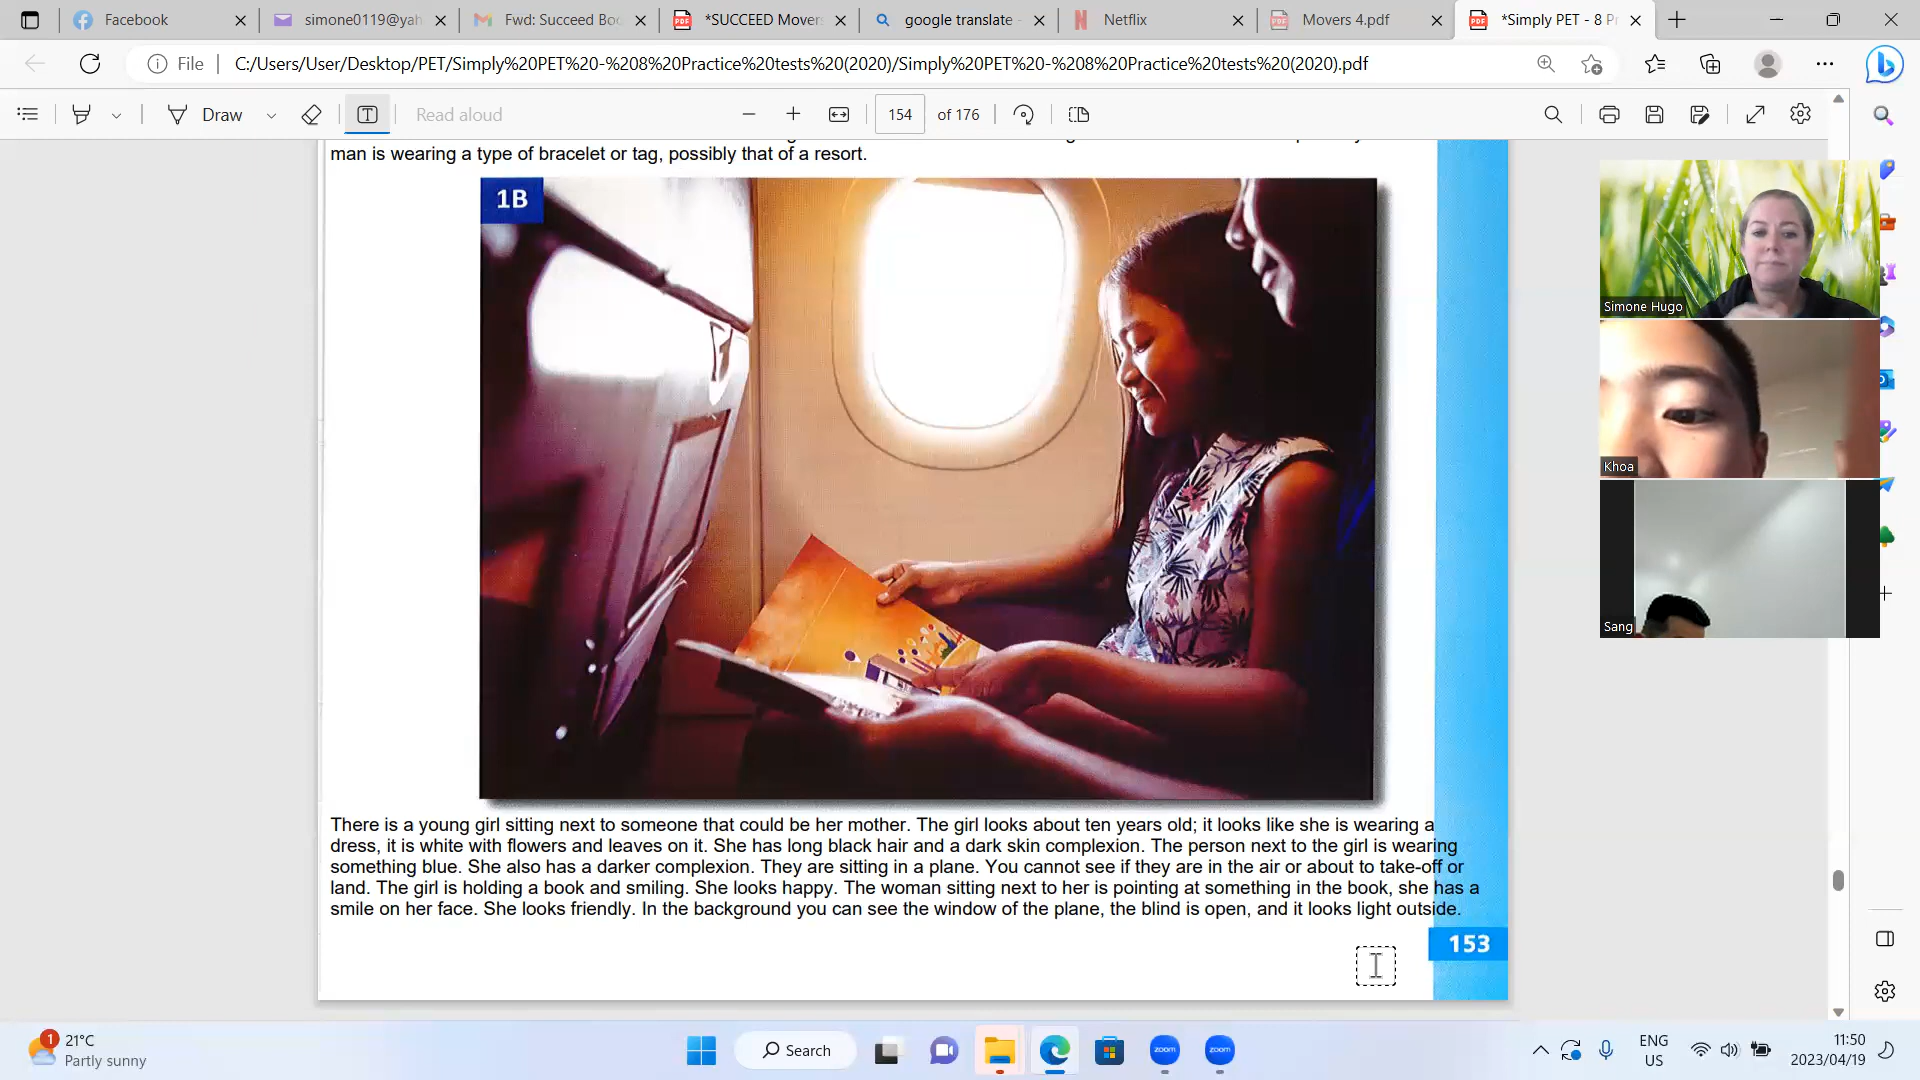 Facebook
simone0119@yah
Fwd: Succeed Boo
*SUCCEED Movers
google translate -
Netflix
Movers 4.pdf
*Simply PET - 8 P
File
C:/Users/User/Desktop/PET/Simply%20PET%20-%208%20Practice%20tests%20(2020)/Simply%20PET%20-%208%20Practice%20tests%20(2020).pdf
Draw
Read aloud
154 of 176
man is wearing a type of bracelet or tag, possibly that of a resort.
1B
Simone Hugo
Khoa
Sang
There is a young girl sitting next to someone that could be her mother. The girl looks about ten years old; it looks like she is wearing a
dress, it is white with flowers and leaves on it. She has long black hair and a dark skin complexion. The person next to the girl is wearing
something blue. She also has a darker complexion. They are sitting in a plane. You cannot see if they are in the air or about to take-off or
land. The girl is holding a book and smiling. She looks happy. The woman sitting next to her is pointing at something in the book, she has a
smile on her face. She looks friendly. In the background you can see the window of the plane, the blind is open, and it looks light outside.
153
1
21°C
Partly sunny
Search
zoom
zoom
ENG
US
11:50
2023/04/19